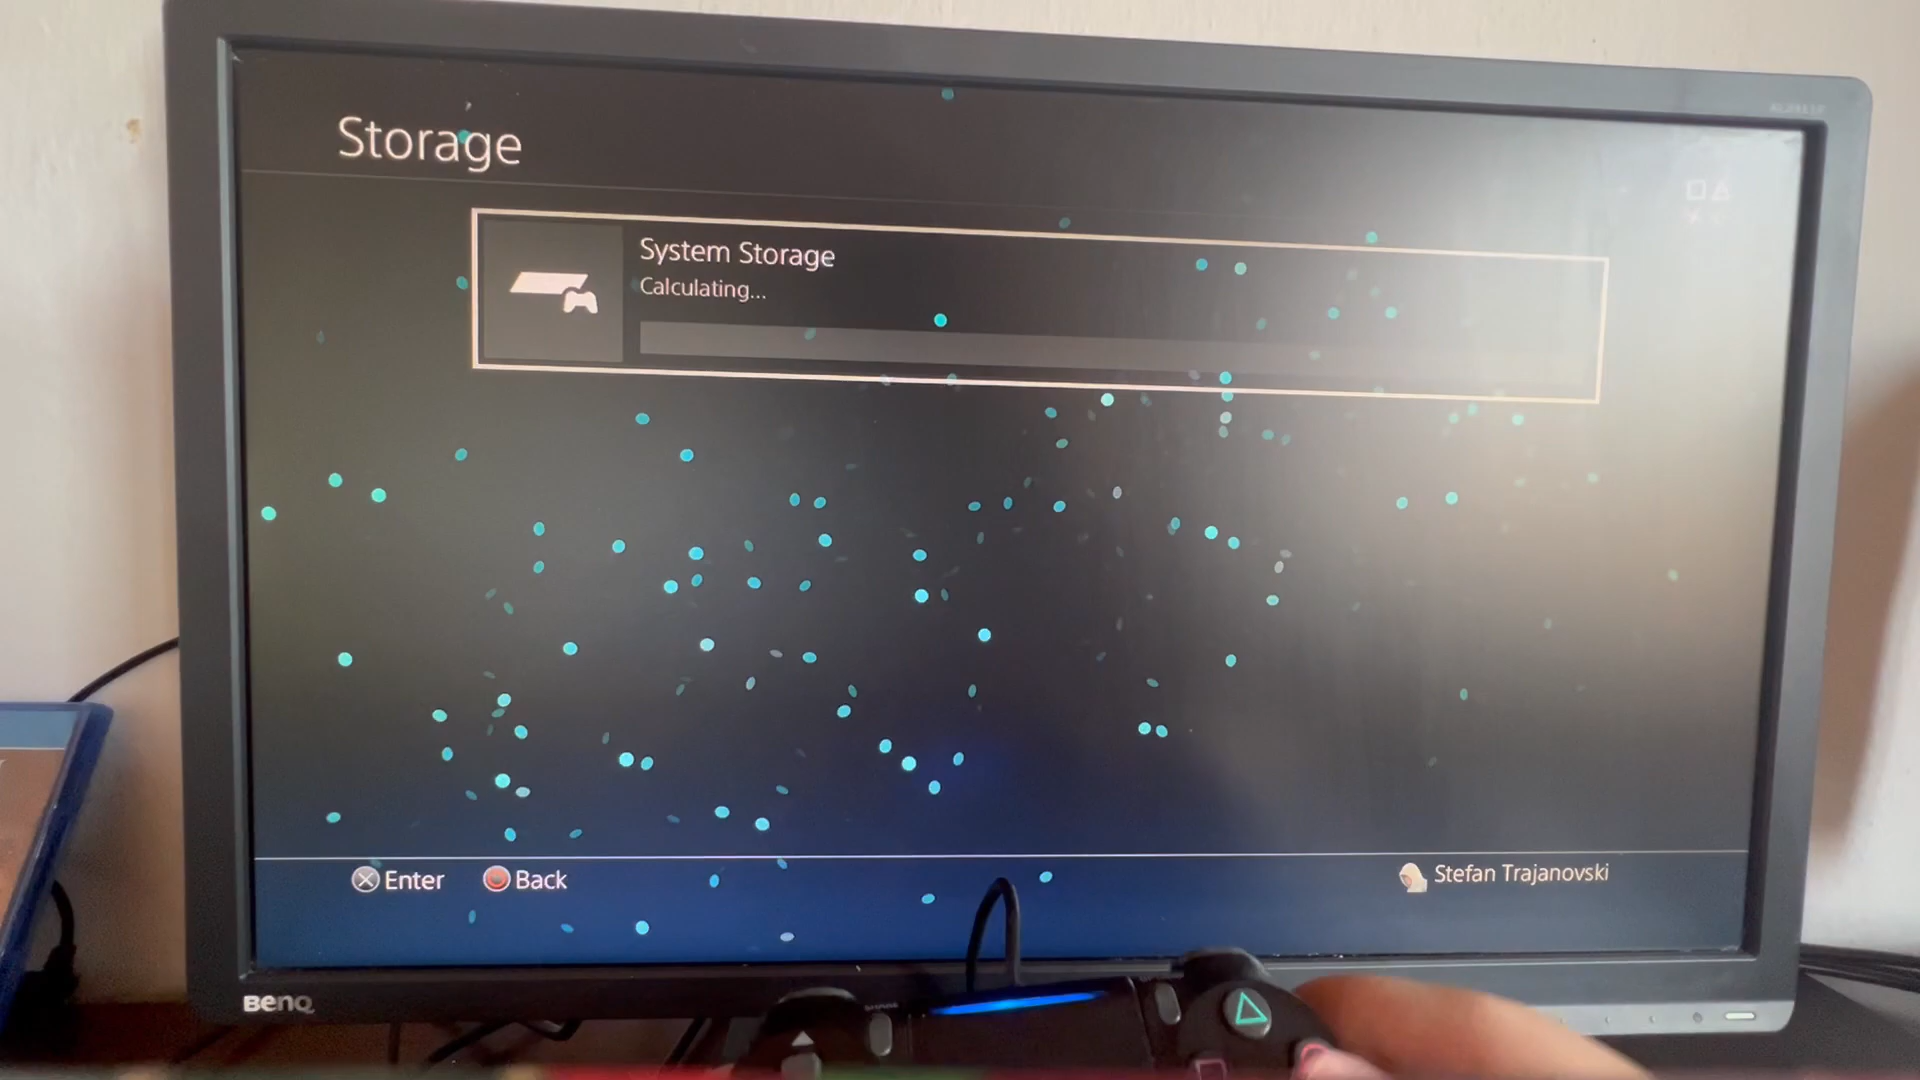 Storage
System Storage
Calculating...
Enter
Back
Stefan Trajanovski
BenQ